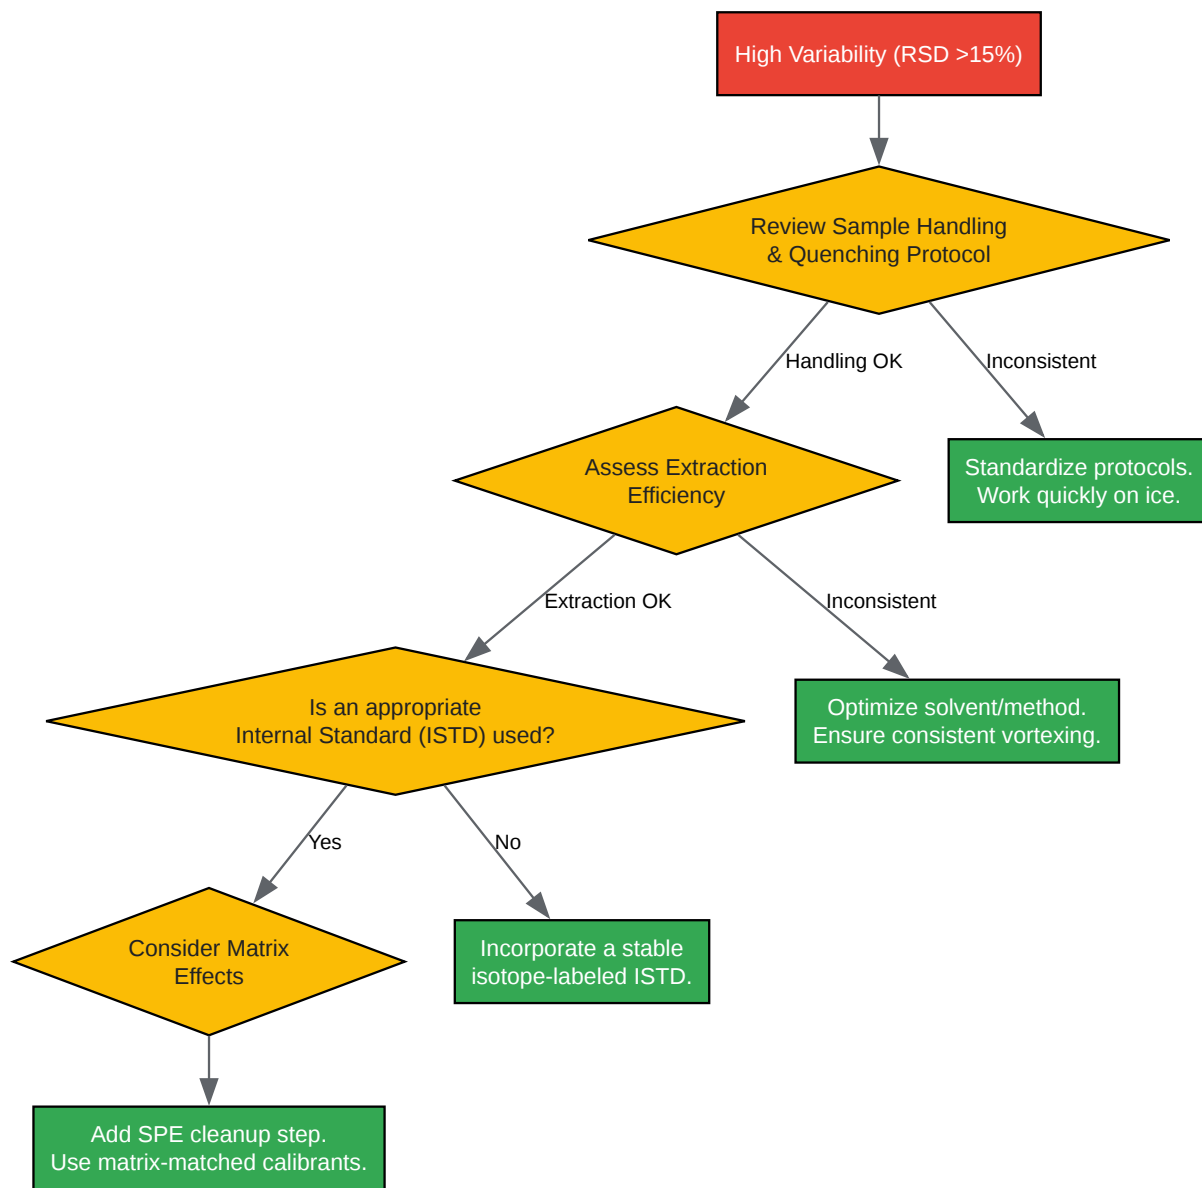 High Variability (RSD >15%)
Review Sample Handling
& Quenching Protocol
Handling OK
Inconsistent
Assess Extraction
Efficiency
Standardize protocols.
Work quickly on ice.
Extraction OK
Inconsistent
Is an appropriate
Internal Standard (ISTD) used?
Optimize solvent/method.
Ensure consistent vortexing.
Yes
No
Consider Matrix
Effects
Incorporate a stable
isotope-labeled ISTD.
Add SPE cleanup step.
Use matrix-matched calibrants.